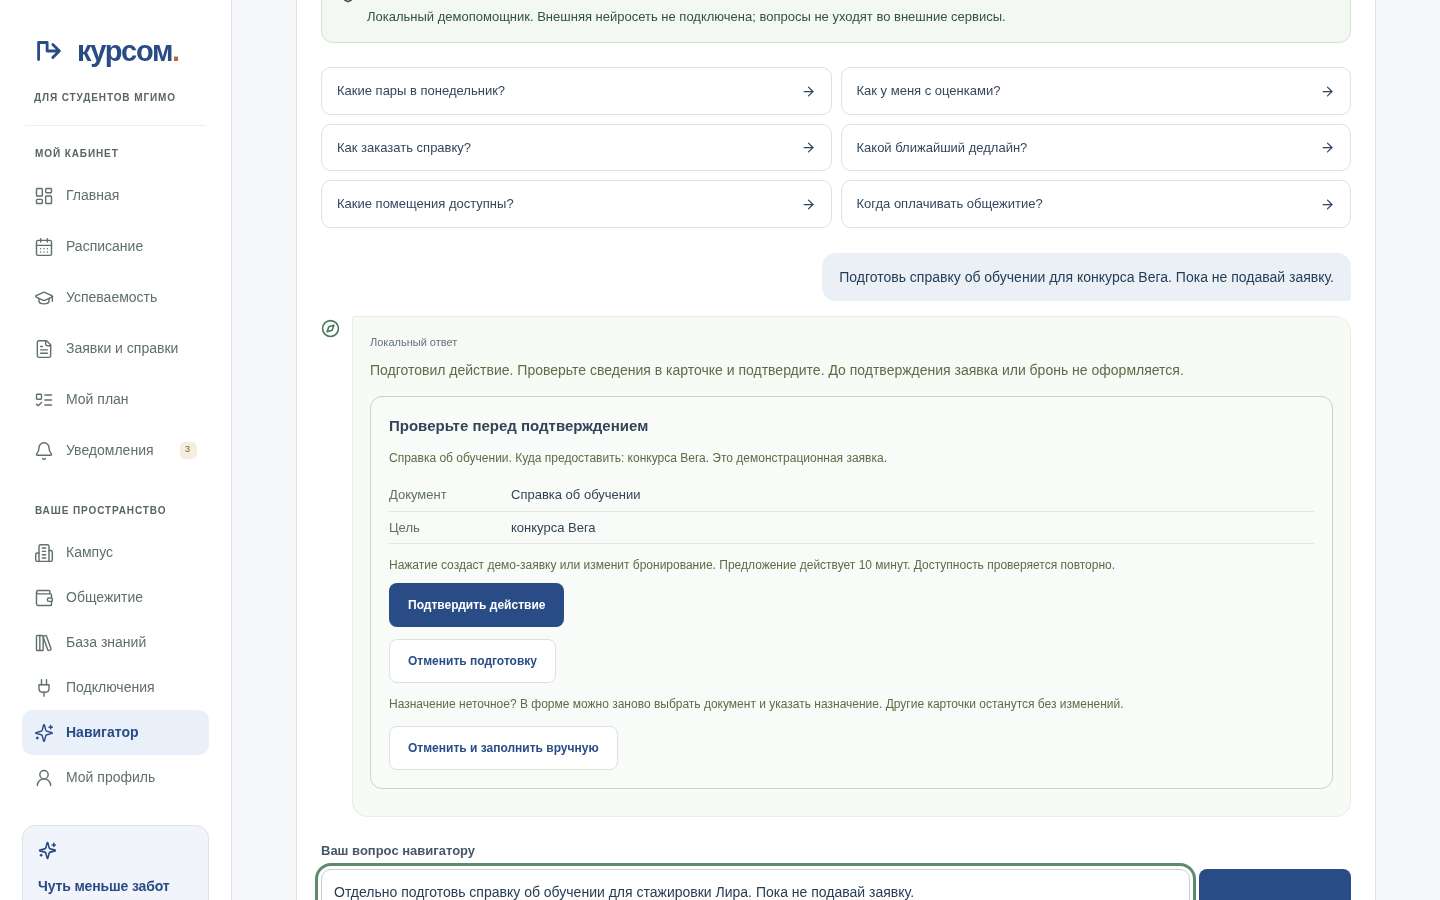 курсом.
ДЛЯ СТУДЕНТОВ МГИМО
МОЙ КАБИНЕТ
Главная
Расписание
Успеваемость
Заявки и справки
Мой план
Уведомления 3
ВАШЕ ПРОСТРАНСТВО
Кампус
Общежитие
База знаний
Подключения
Навигатор
Мой профиль
Чуть меньше забот
Локальный демопомощник. Внешняя нейросеть не подключена; вопросы не уходят во внешние сервисы.
Какие пары в понедельник?
Как у меня с оценками?
Как заказать справку?
Какой ближайший дедлайн?
Какие помещения доступны?
Когда оплачивать общежитие?
Подготовь справку об обучении для конкурса Вега. Пока не подавай заявку.
Локальный ответ
Подготовил действие. Проверьте сведения в карточке и подтвердите. До подтверждения заявка или бронь не оформляется.
Проверьте перед подтверждением
Справка об обучении. Куда предоставить: конкурса Вега. Это демонстрационная заявка.
Документ Справка об обучении
Цель конкурса Вега
Нажатие создаст демо-заявку или изменит бронирование. Предложение действует 10 минут. Доступность проверяется повторно.
Подтвердить действие
Отменить подготовку
Назначение неточное? В форме можно заново выбрать документ и указать назначение. Другие карточки останутся без изменений.
Отменить и заполнить вручную
Ваш вопрос навигатору
Отдельно подготовь справку об обучении для стажировки Лира. Пока не подавай заявку.